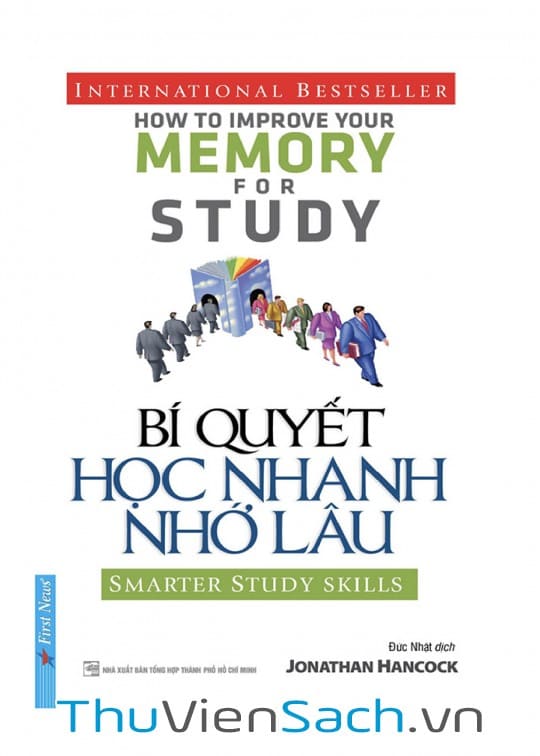 INTERNATIONAL BESTSELLER
HOW TO IMPROVE YOUR
MEMORY
FOR
STUDY
BÍ QUYẾT
HỌC NHANH
NHỚ LÂU
SMARTER STUDY SKILLS
First News
Đức Nhật dịch
NHÀ XUẤT BẢN TỔNG HỢP THÀNH PHỐ HỒ CHÍ MINH
JONATHAN HANCOCK
ThuVienSach.vn